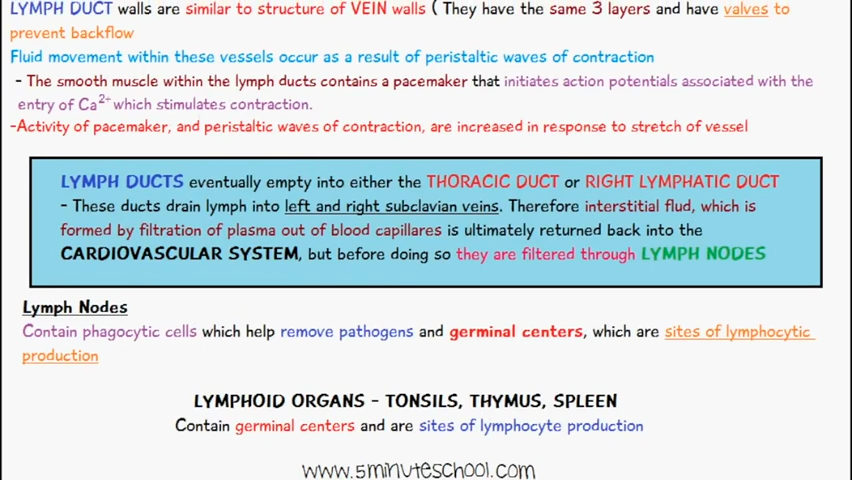 LYMPH DUCT walls are similar to structure of VEIN walls ( They have the same 3 layers and have valves to
prevent backflow
Fluid movement within these vessels occur as a result of peristaltic waves of contraction
- The smooth muscle within the lymph ducts contains a pacemaker that initiates action potentials associated with the
entry of Ca²⁺ which stimulates contraction.
-Activity of pacemaker, and peristaltic waves of contraction, are increased in response to stretch of vessel
LYMPH DUCTS eventually empty into either the THORACIC DUCT or RIGHT LYMPHATIC DUCT
- These ducts drain lymph into left and right subclavian veins. Therefore interstitial flud, which is
formed by filtration of plasma out of blood capillares is ultimately returned back into the
CARDIOVASCULAR SYSTEM, but before doing so they are filtered through LYMPH NODES
Lymph Nodes
Contain phagocytic cells which help remove pathogens and germinal centers, which are sites of lymphocytic
production
LYMPHOID ORGANS - TONSILS, THYMUS, SPLEEN
Contain germinal centers and are sites of lymphocyte production
www.5minuteschool.com